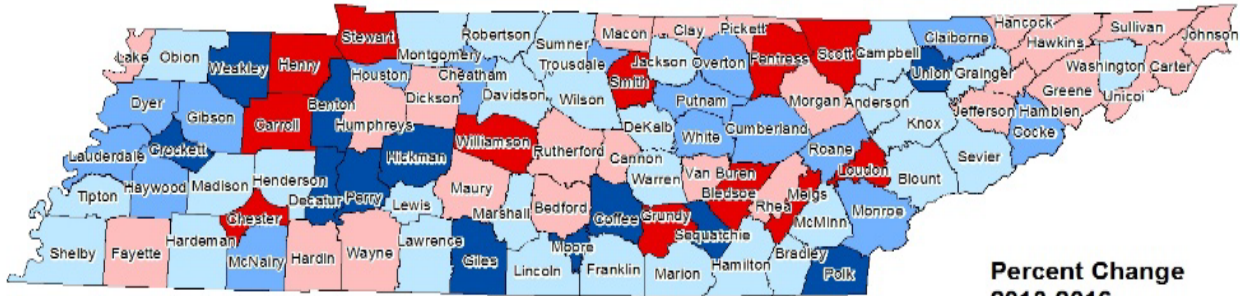 Lake
Obion
Weakley
Henry
Stewart
Montgomery
Robertson
Sumner
Trousdale
Macon
Clay
Pickett
Fentress
Scott
Campbell
Claiborne
Hancock
Hawkins
Sullivan
Johnson
Dyer
Gibson
Carroll
Benton
Houston
Humphreys
Dickson
Cheatham
Davidson
Wilson
Smith
Jackson
Overton
Putnam
Morgan
Anderson
Union
Grainger
Washington
Carter
Greene
Unicoi
Jefferson
Hamblen
Cocke
Lauderdale
Crockett
Haywood
Madison
Henderson
Decatur
Perry
Hickman
Williamson
Rutherford
Cannon
DeKalb
White
Cumberland
Roane
Loudon
Knox
Sevier
Blount
Tipton
Chester
Lewis
Maury
Marshall
Bedford
Coffee
Warren
Van Buren
Bledsoe
Grundy
Sequatchie
Rhea
Meigs
McMinn
Monroe
Shelby
Fayette
Hardeman
McNairy
Hardin
Wayne
Lawrence
Giles
Lincoln
Moore
Franklin
Marion
Hamilton
Bradley
Polk
Percent Change
2013-2016